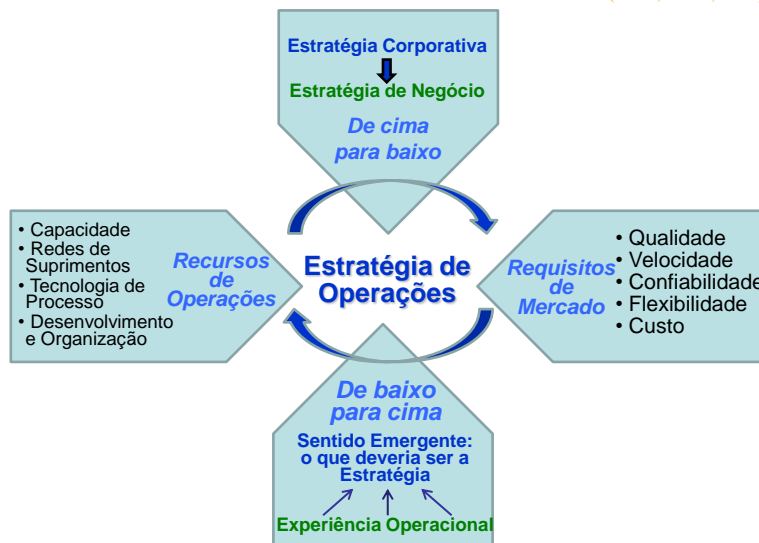 Estratégia Corporativa
Estratégia de Negócio
De cima
para baixo
• Capacidade
• Redes de
Suprimentos
• Tecnologia de
Processo
• Desenvolvimento
e Organização
Recursos
de
Operações
Estratégia de
Operações
Requisitos
de
Mercado
• Qualidade
• Velocidade
• Confiabilidade
• Flexibilidade
• Custo
De baixo
para cima
Sentido Emergente:
o que deveria ser a
Estratégia
Experiência Operacional